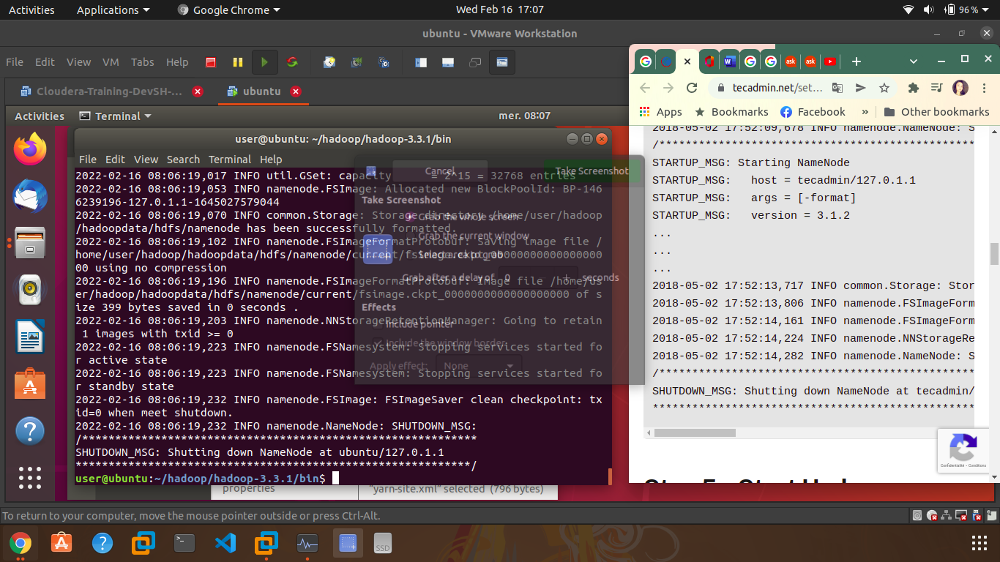 Activities Applications Google Chrome Wed Feb 16 17:07 96%
ubuntu - VMware Workstation
File Edit View VM Tabs Help
Cloudera-Training-DevSH-... ubuntu
Activities Terminal mer. 08:07
user@ubuntu: ~/hadoop/hadoop-3.3.1/bin
File Edit View Search Terminal Help
2022-02-16 08:06:19,017 INFO util.GSet: capacity = 2^15 = 32768 entries
2022-02-16 08:06:19,053 INFO namenode.FSImage: Allocated new BlockPoolId: BP-146
6239196-127.0.1.1-1645027579044
2022-02-16 08:06:19,070 INFO common.Storage: Storage directory /home/user/hadoop
/hadoopdata/hdfs/namenode has been successfully formatted.
2022-02-16 08:06:19,102 INFO namenode.FSImageFormatProtobuf: Saving image file /
home/user/hadoop/hadoopdata/hdfs/namenode/current/fsimage.ckpt_00000000000000000
00 using no compression
2022-02-16 08:06:19,196 INFO namenode.FSImageFormatProtobuf: Image file /home/us
er/hadoop/hadoopdata/hdfs/namenode/current/fsimage.ckpt_0000000000000000000 of s
ize 399 bytes saved in 0 seconds .
2022-02-16 08:06:19,203 INFO namenode.NNStorageRetentionManager: Going to retain
1 images with txid >= 0
2022-02-16 08:06:19,223 INFO namenode.FSNamesystem: Stopping services started fo
r active state
2022-02-16 08:06:19,223 INFO namenode.FSNamesystem: Stopping services started fo
r standby state
2022-02-16 08:06:19,232 INFO namenode.FSImage: FSImageSaver clean checkpoint: tx
id=0 when meet shutdown.
2022-02-16 08:06:19,232 INFO namenode.NameNode: SHUTDOWN_MSG:
/************************************************************
SHUTDOWN_MSG: Shutting down NameNode at ubuntu/127.0.1.1
************************************************************/
user@ubuntu:~/hadoop/hadoop-3.3.1/bin$
properties "yarn-site.xml" selected (796 bytes)
Cancel Take Screenshot
Take Screenshot
Grab the whole screen
Grab the current window
Select area to grab
Grab after a delay of 0 + seconds
Effects
Include pointer
Include the window border
Apply effect: None
W ask ask
tecadmin.net/set...
Apps Bookmarks Facebook » Other bookmarks
2018-05-02 17:52:09,678 INFO namenode.NameNode: S
/*************************************************
STARTUP_MSG: Starting NameNode
STARTUP_MSG: host = tecadmin/127.0.1.1
STARTUP_MSG: args = [-format]
STARTUP_MSG: version = 3.1.2
...
...
...
2018-05-02 17:52:13,717 INFO common.Storage: Stor
2018-05-02 17:52:13,806 INFO namenode.FSImageForm
2018-05-02 17:52:14,161 INFO namenode.FSImageForm
2018-05-02 17:52:14,224 INFO namenode.NNStorageRe
2018-05-02 17:52:14,282 INFO namenode.NameNode: S
/*************************************************
SHUTDOWN_MSG: Shutting down NameNode at tecadmin/
**************************************************
Confidentialité - Conditions
To return to your computer, move the mouse pointer outside or press Ctrl-Alt.
SSD